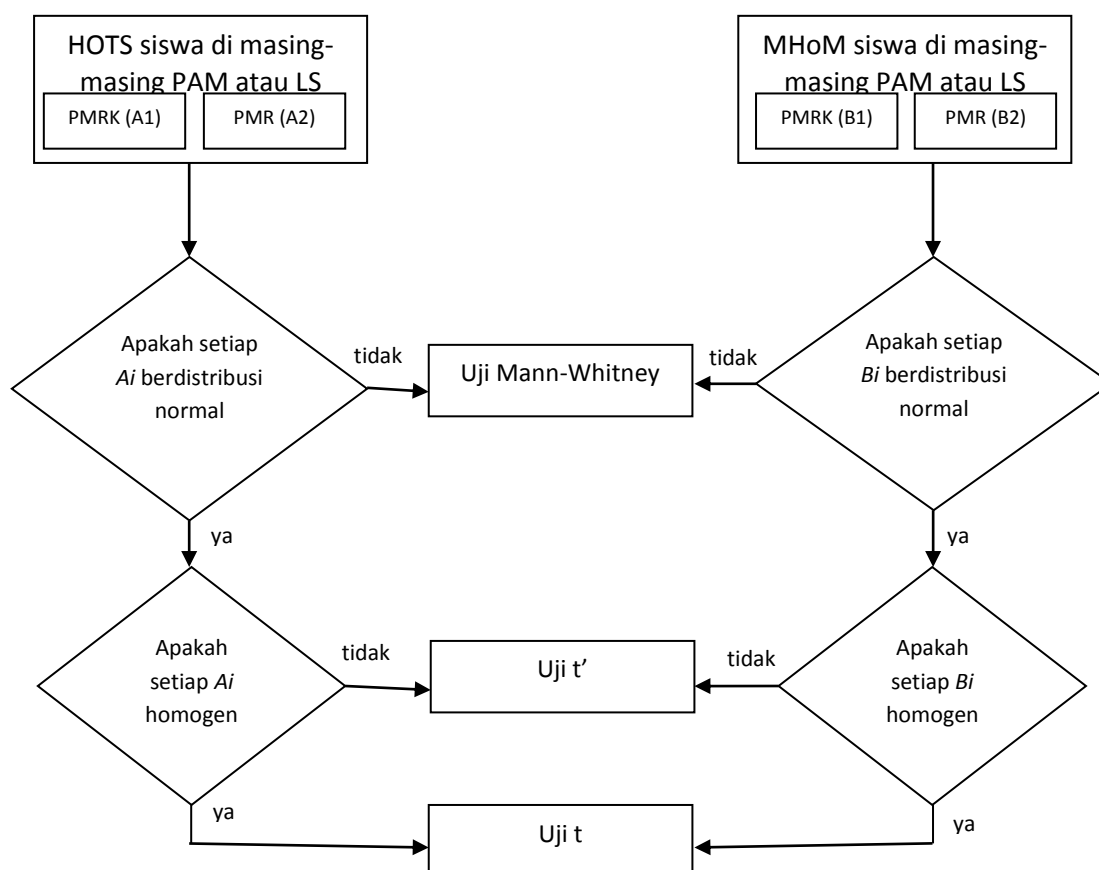 HOTS siswa di masing-
masing PAM atau LS
PMRK (A1)
PMR (A2)
MHoM siswa di masing-
masing PAM atau LS
PMRK (B1)
PMR (B2)
Apakah setiap
Ai berdistribusi
normal
tidak
Uji Mann-Whitney
tidak
Apakah setiap
Bi berdistribusi
normal
ya
ya
Apakah
setiap Ai
homogen
tidak
Uji t’
tidak
Apakah
setiap Bi
homogen
ya
Uji t
ya